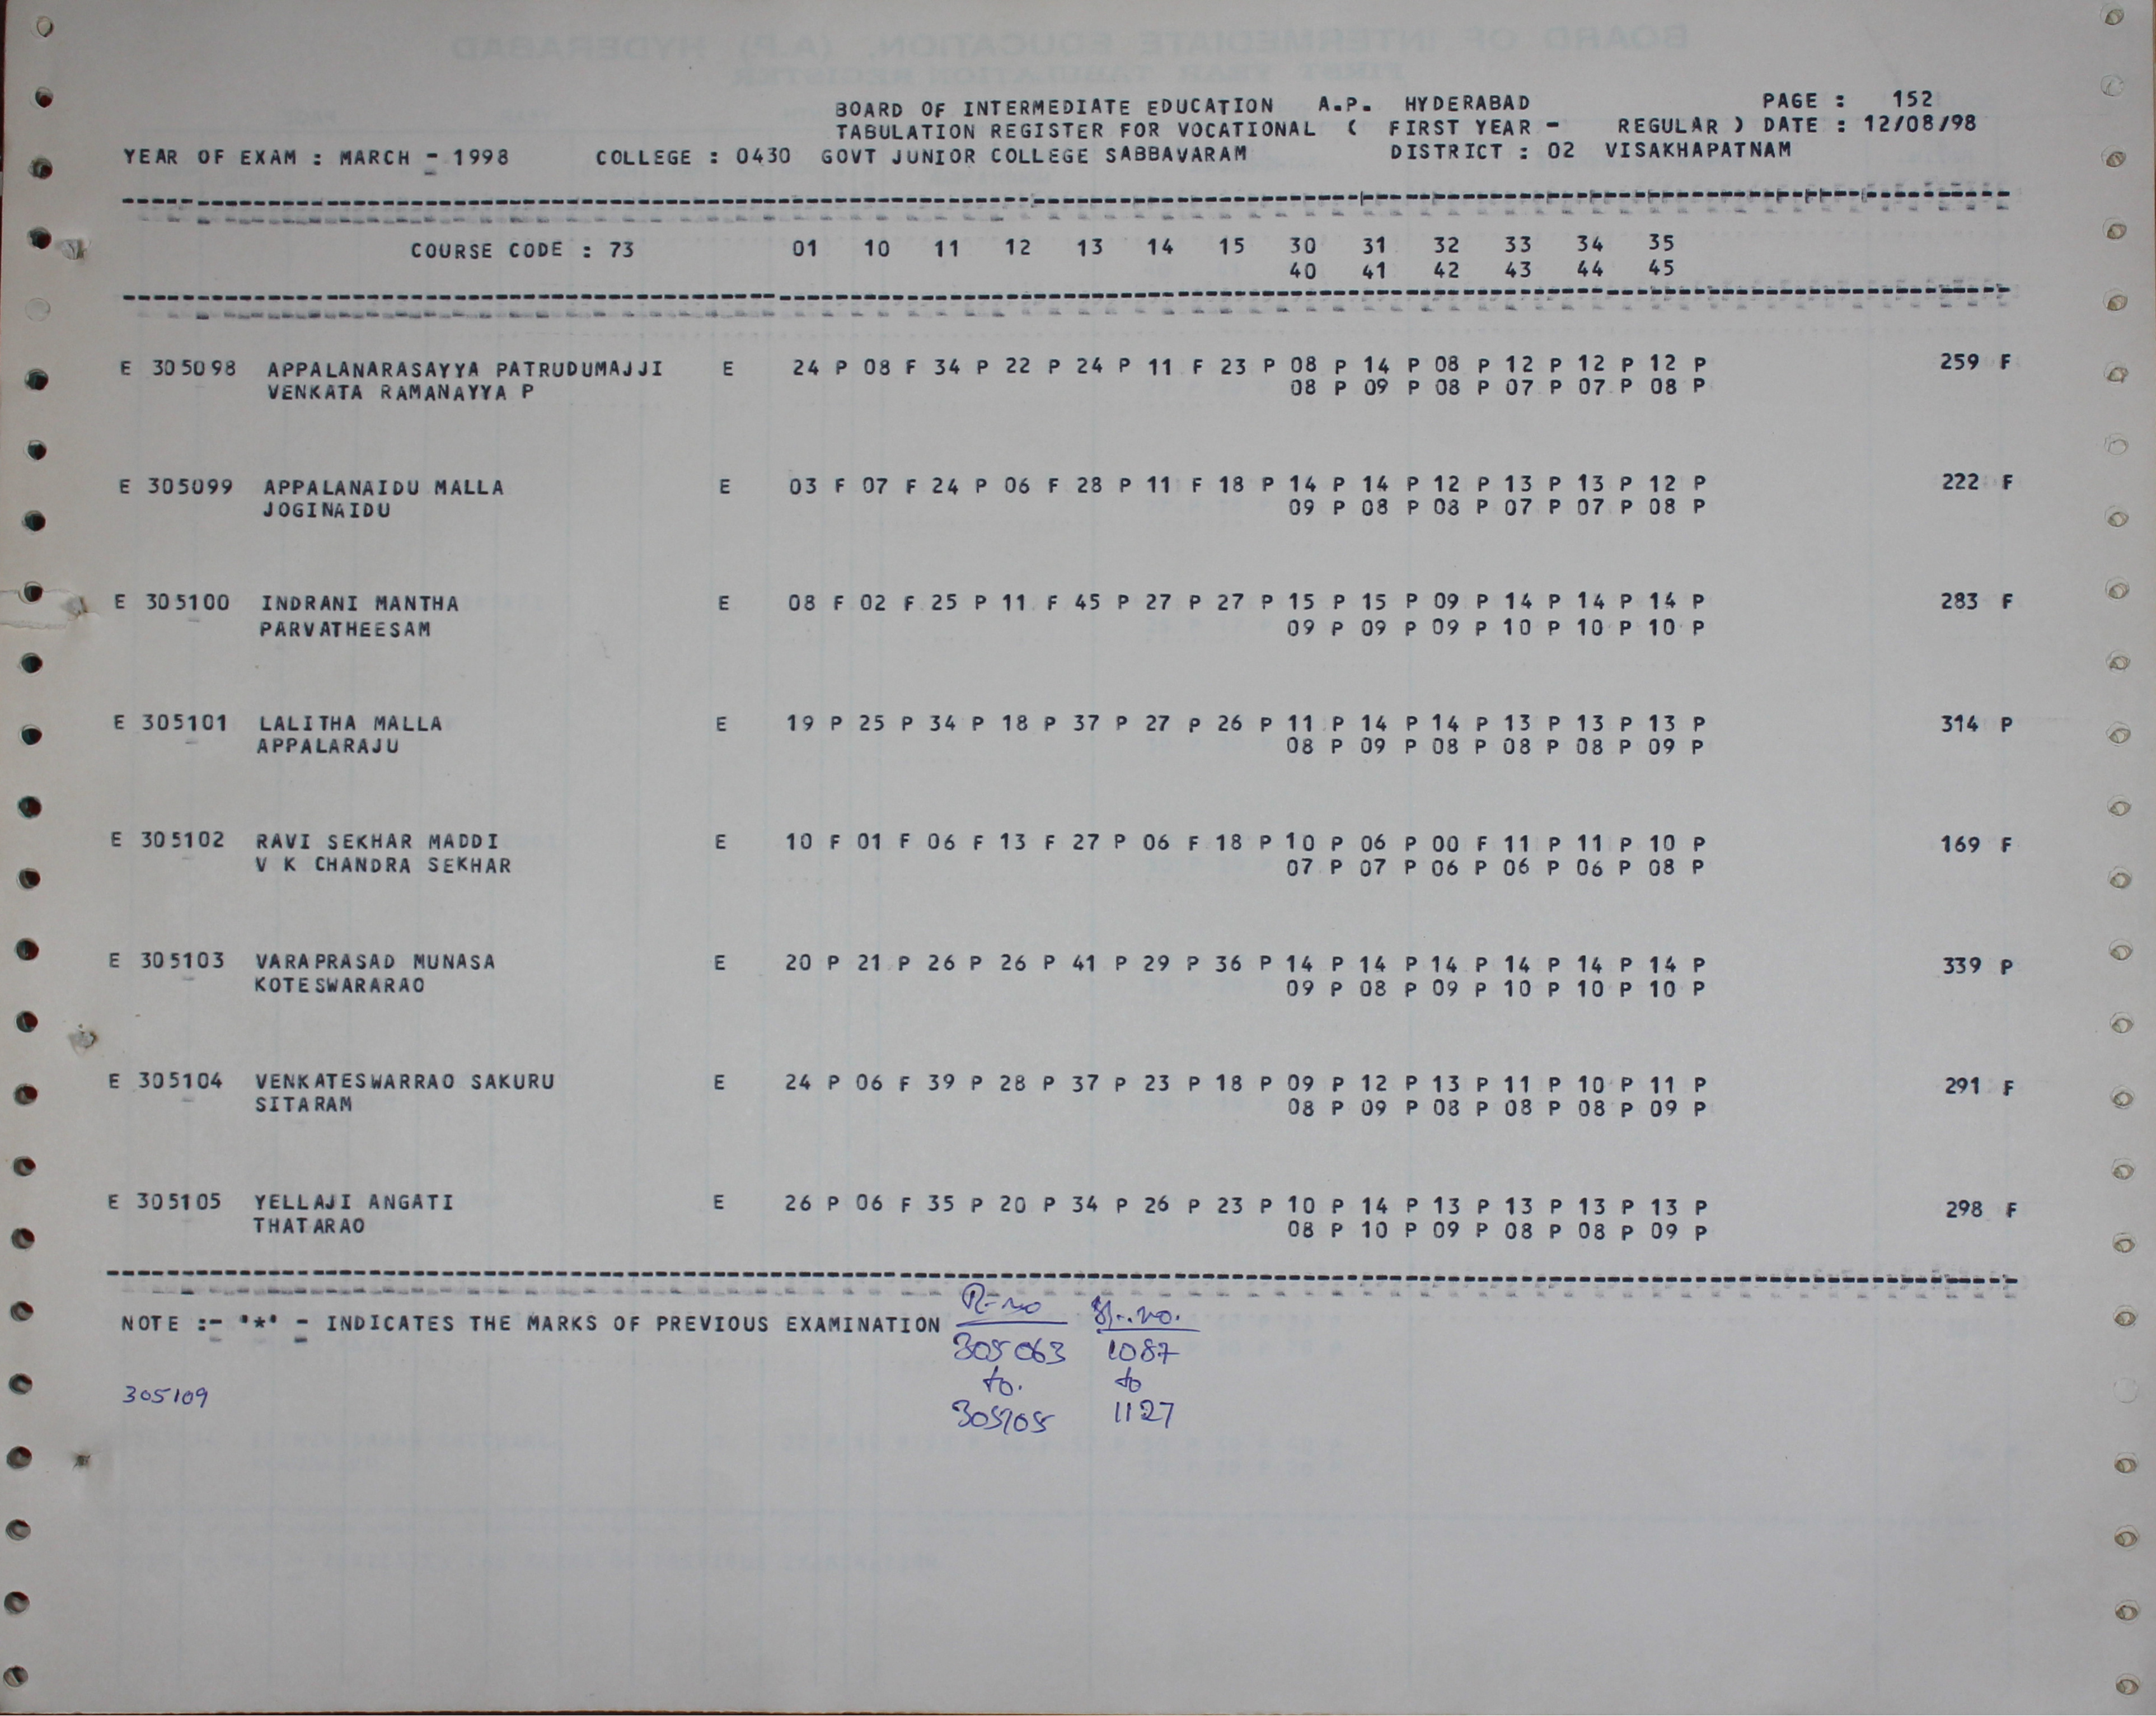 BOARD OF INTERMEDIATE EDUCATION, (A.P.) HYDERABAD
FIRST YEAR TABULATION REGISTER
BOARD OF INTERMEDIATE EDUCATION A.P. HYDERABAD PAGE : 152
TABULATION REGISTER FOR VOCATIONAL ( FIRST YEAR - REGULAR ) DATE : 12/08/98
YEAR OF EXAM : MARCH - 1998 COLLEGE : 0430 GOVT JUNIOR COLLEGE SABBAVARAM DISTRICT : 02 VISAKHAPATNAM
COURSE CODE : 73 01 10 11 12 13 14 15 30 31 32 33 34 35
40 41 42 43 44 45
E 305098 APPALANARASAYYA PATRUDUMAJJI E 24 P 08 F 34 P 22 P 24 P 11 F 23 P 08 P 14 P 08 P 12 P 12 P 12 P 259 F
VENKATA RAMANAYYA P 08 P 09 P 08 P 07 P 07 P 08 P
E 305099 APPALANAIDU MALLA E 03 F 07 F 24 P 06 F 28 P 11 F 18 P 14 P 14 P 12 P 13 P 13 P 12 P 222 F
JOGINAIDU 09 P 08 P 08 P 07 P 07 P 08 P
E 305100 INDRANI MANTHA E 08 F 02 F 25 P 11 F 45 P 27 P 27 P 15 P 15 P 09 P 14 P 14 P 14 P 283 F
PARVATHEESAM 09 P 09 P 09 P 10 P 10 P 10 P
E 305101 LALITHA MALLA E 19 P 25 P 34 P 18 P 37 P 27 P 26 P 11 P 14 P 14 P 13 P 13 P 13 P 314 P
APPALARAJU 08 P 09 P 08 P 08 P 08 P 09 P
E 305102 RAVI SEKHAR MADDI E 10 F 01 F 06 F 13 F 27 P 06 F 18 P 10 P 06 P 00 F 11 P 11 P 10 P 169 F
V K CHANDRA SEKHAR 07 P 07 P 06 P 06 P 06 P 08 P
E 305103 VARAPRASAD MUNASA E 20 P 21 P 26 P 26 P 41 P 29 P 36 P 14 P 14 P 14 P 14 P 14 P 14 P 339 P
KOTESWARARAO 09 P 08 P 09 P 10 P 10 P 10 P
E 305104 VENKATESWARRAO SAKURU E 24 P 06 F 39 P 28 P 37 P 23 P 18 P 09 P 12 P 13 P 11 P 10 P 11 P 291 F
SITARAM 08 P 09 P 08 P 08 P 08 P 09 P
E 305105 YELLAJI ANGATI E 26 P 06 F 35 P 20 P 34 P 26 P 23 P 10 P 14 P 13 P 13 P 13 P 13 P 298 F
THATARAO 08 P 10 P 09 P 08 P 08 P 09 P
R-no Sl.no.
NOTE :- '*' - INDICATES THE MARKS OF PREVIOUS EXAMINATION
305063 1087
to. to
305109
305105 1127